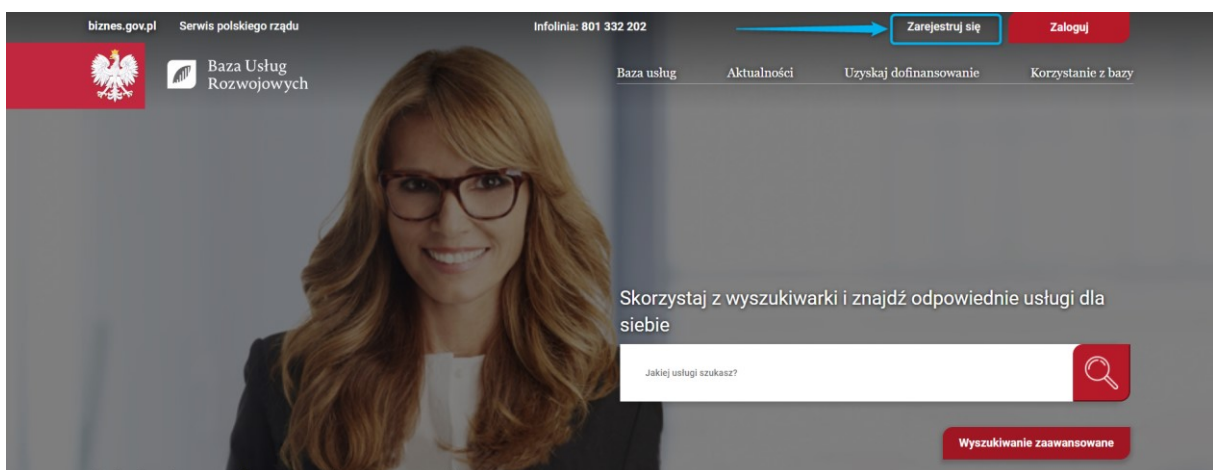 biznes.gov.pl Serwis polskiego rządu Infolinia: 801 332 202 Zarejestruj się Zaloguj
Baza Usług
Rozwojowych
Baza usług Aktualności Uzyskaj dofinansowanie Korzystanie z bazy
Skorzystaj z wyszukiwarki i znajdź odpowiednie usługi dla
siebie
Jakiej usługi szukasz?
Wyszukiwanie zaawansowane